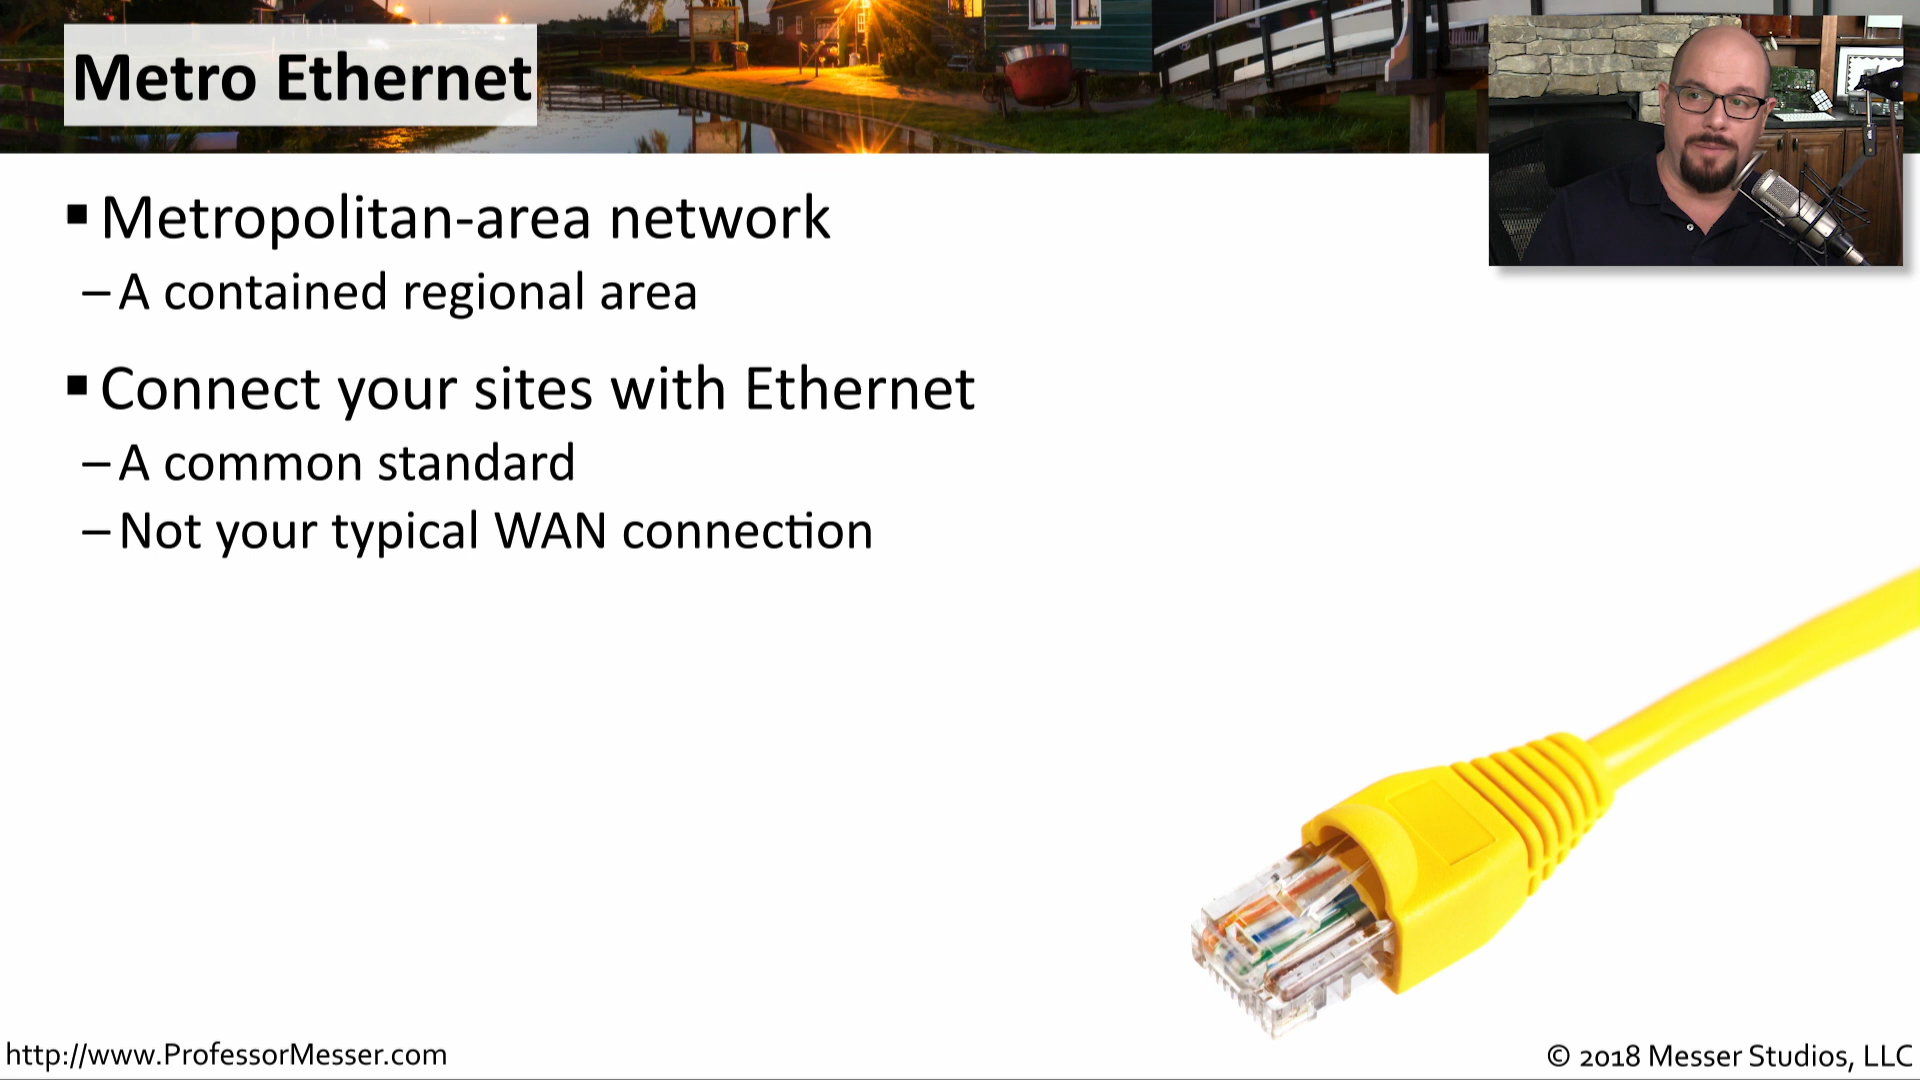 Metro Ethernet
▪ Metropolitan-area network
– A contained regional area
▪ Connect your sites with Ethernet
– A common standard
– Not your typical WAN connection
http://www.ProfessorMesser.com
© 2018 Messer Studios, LLC